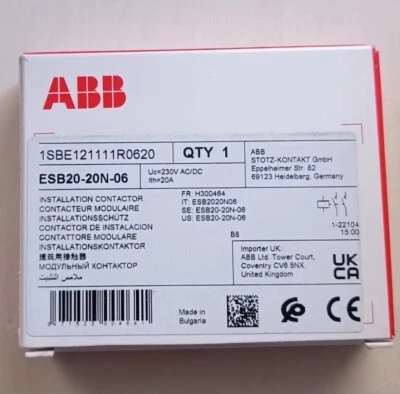 ABB
1SBE121111R0620
QTY 1
ESB20-20N-06
Uc=230V AC/DC
Ith=20A
ABB
STOTZ-KONTAKT GmbH
Eppelheimer Str. 82
69123 Heidelberg, Germany
INSTALLATION CONTACTOR
CONTACTEUR MODULAIRE
INSTALLATIONSSCHÜTZ
CONTACTOR DE INSTALACION
CONTATTORE MODULARE
INSTALLATIONSKONTAKTOR
建筑用接触器
МОДУЛЬНЫЙ КОНТАКТОР
ملامس التثبيت
FR: H300464
IT: ESB2020N06
SE: ESB20-20N-06
US: ESB20-20N-06
B8
1-22104
15:00
Importer UK:
ABB Ltd. Tower Court,
Coventry CV6 5NX,
United Kingdom
UK
CA
Made in
Bulgaria
CE